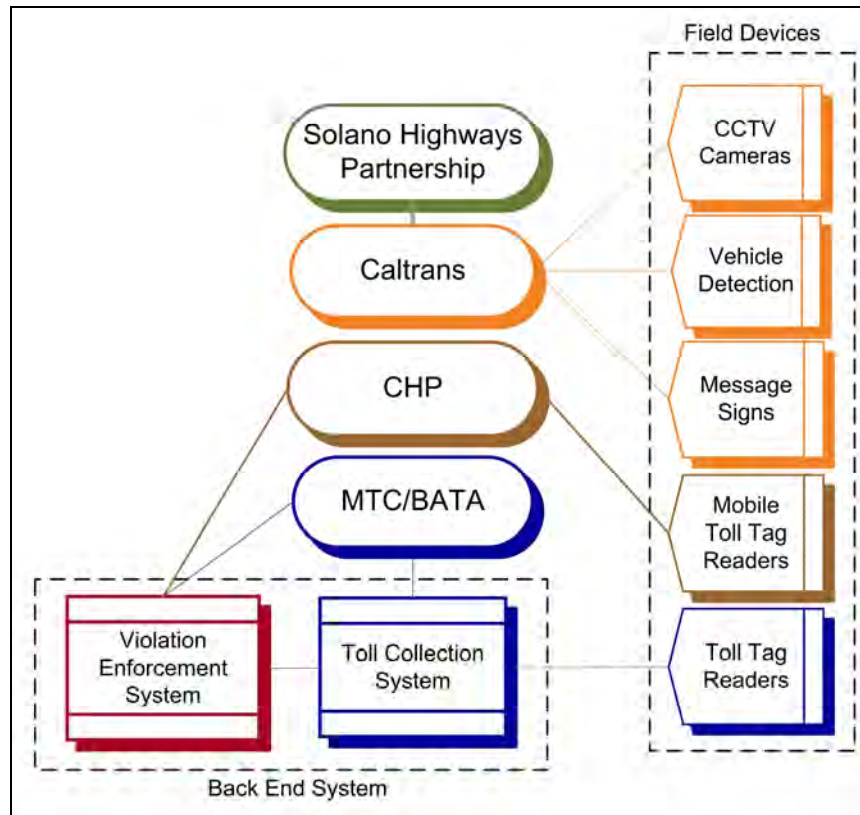 Field Devices
Solano Highways
Partnership
Caltrans
CHP
MTC/BATA
CCTV
Cameras
Vehicle
Detection
Message
Signs
Mobile
Toll Tag
Readers
Toll Tag
Readers
Violation
Enforcement
System
Toll Collection
System
Back End System